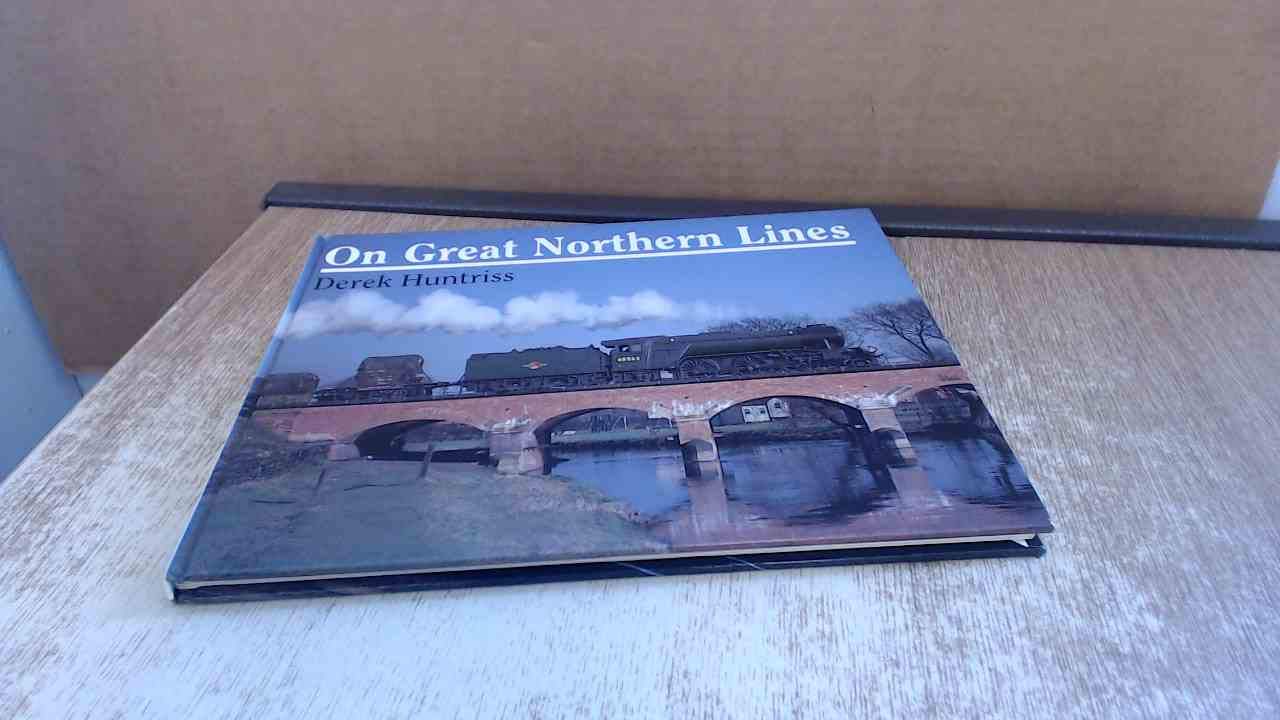 On Great Northern Lines
Derek Huntriss